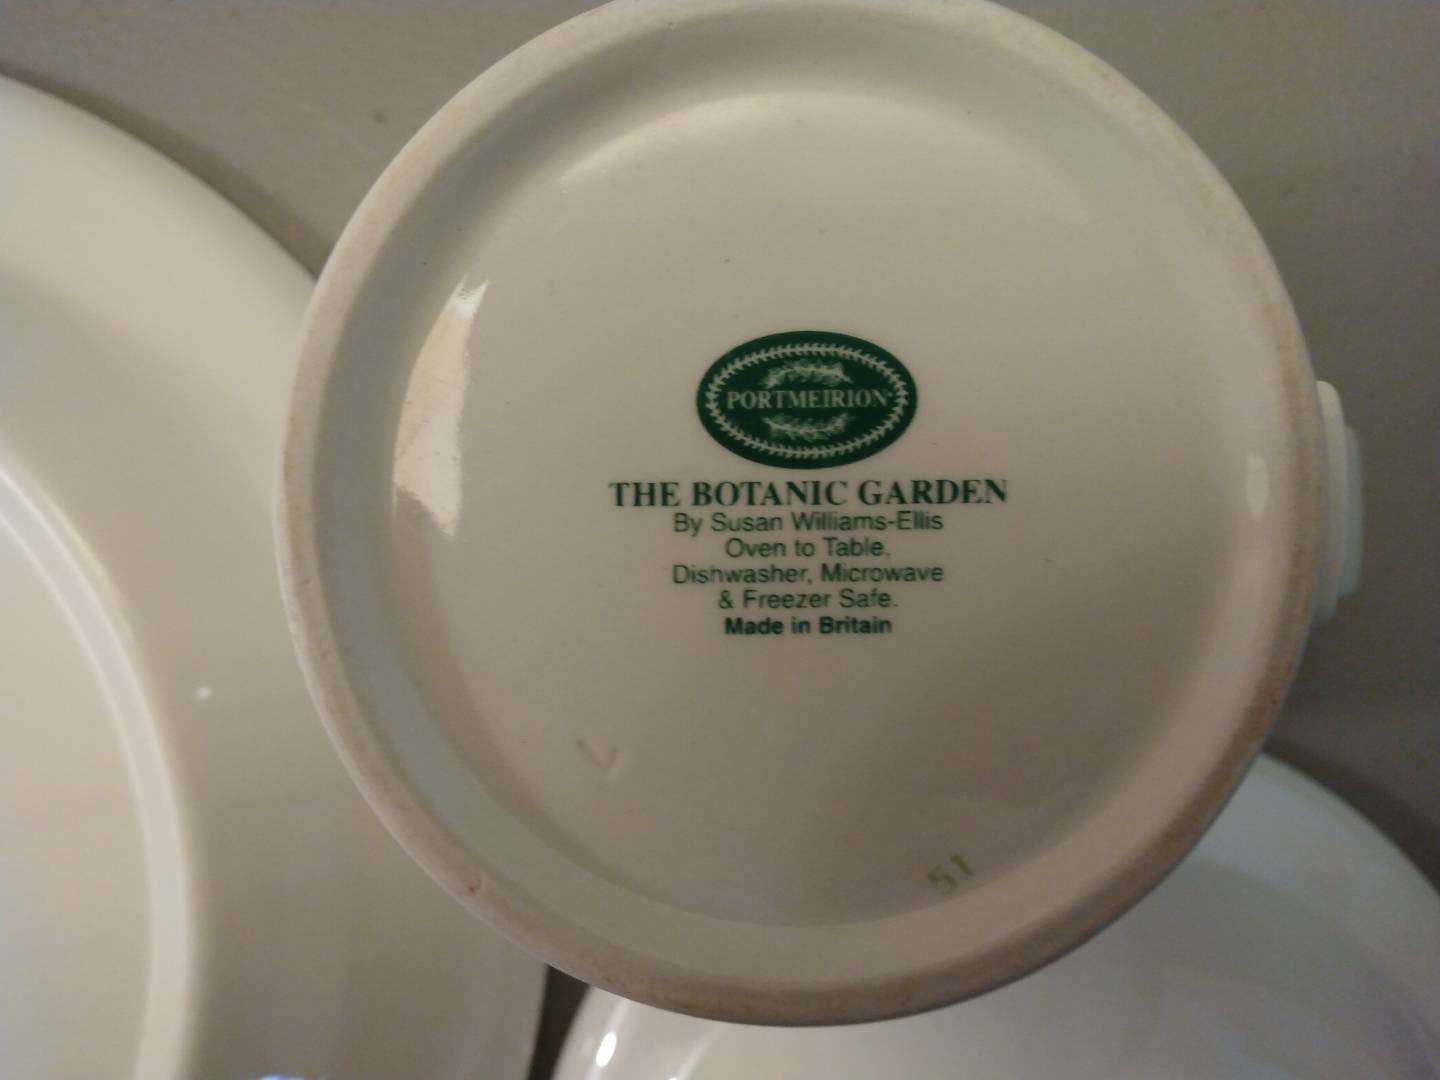 PORTMEIRION
THE BOTANIC GARDEN
By Susan Williams-Ellis
Oven to Table,
Dishwasher, Microwave
& Freezer Safe.
Made in Britain
51